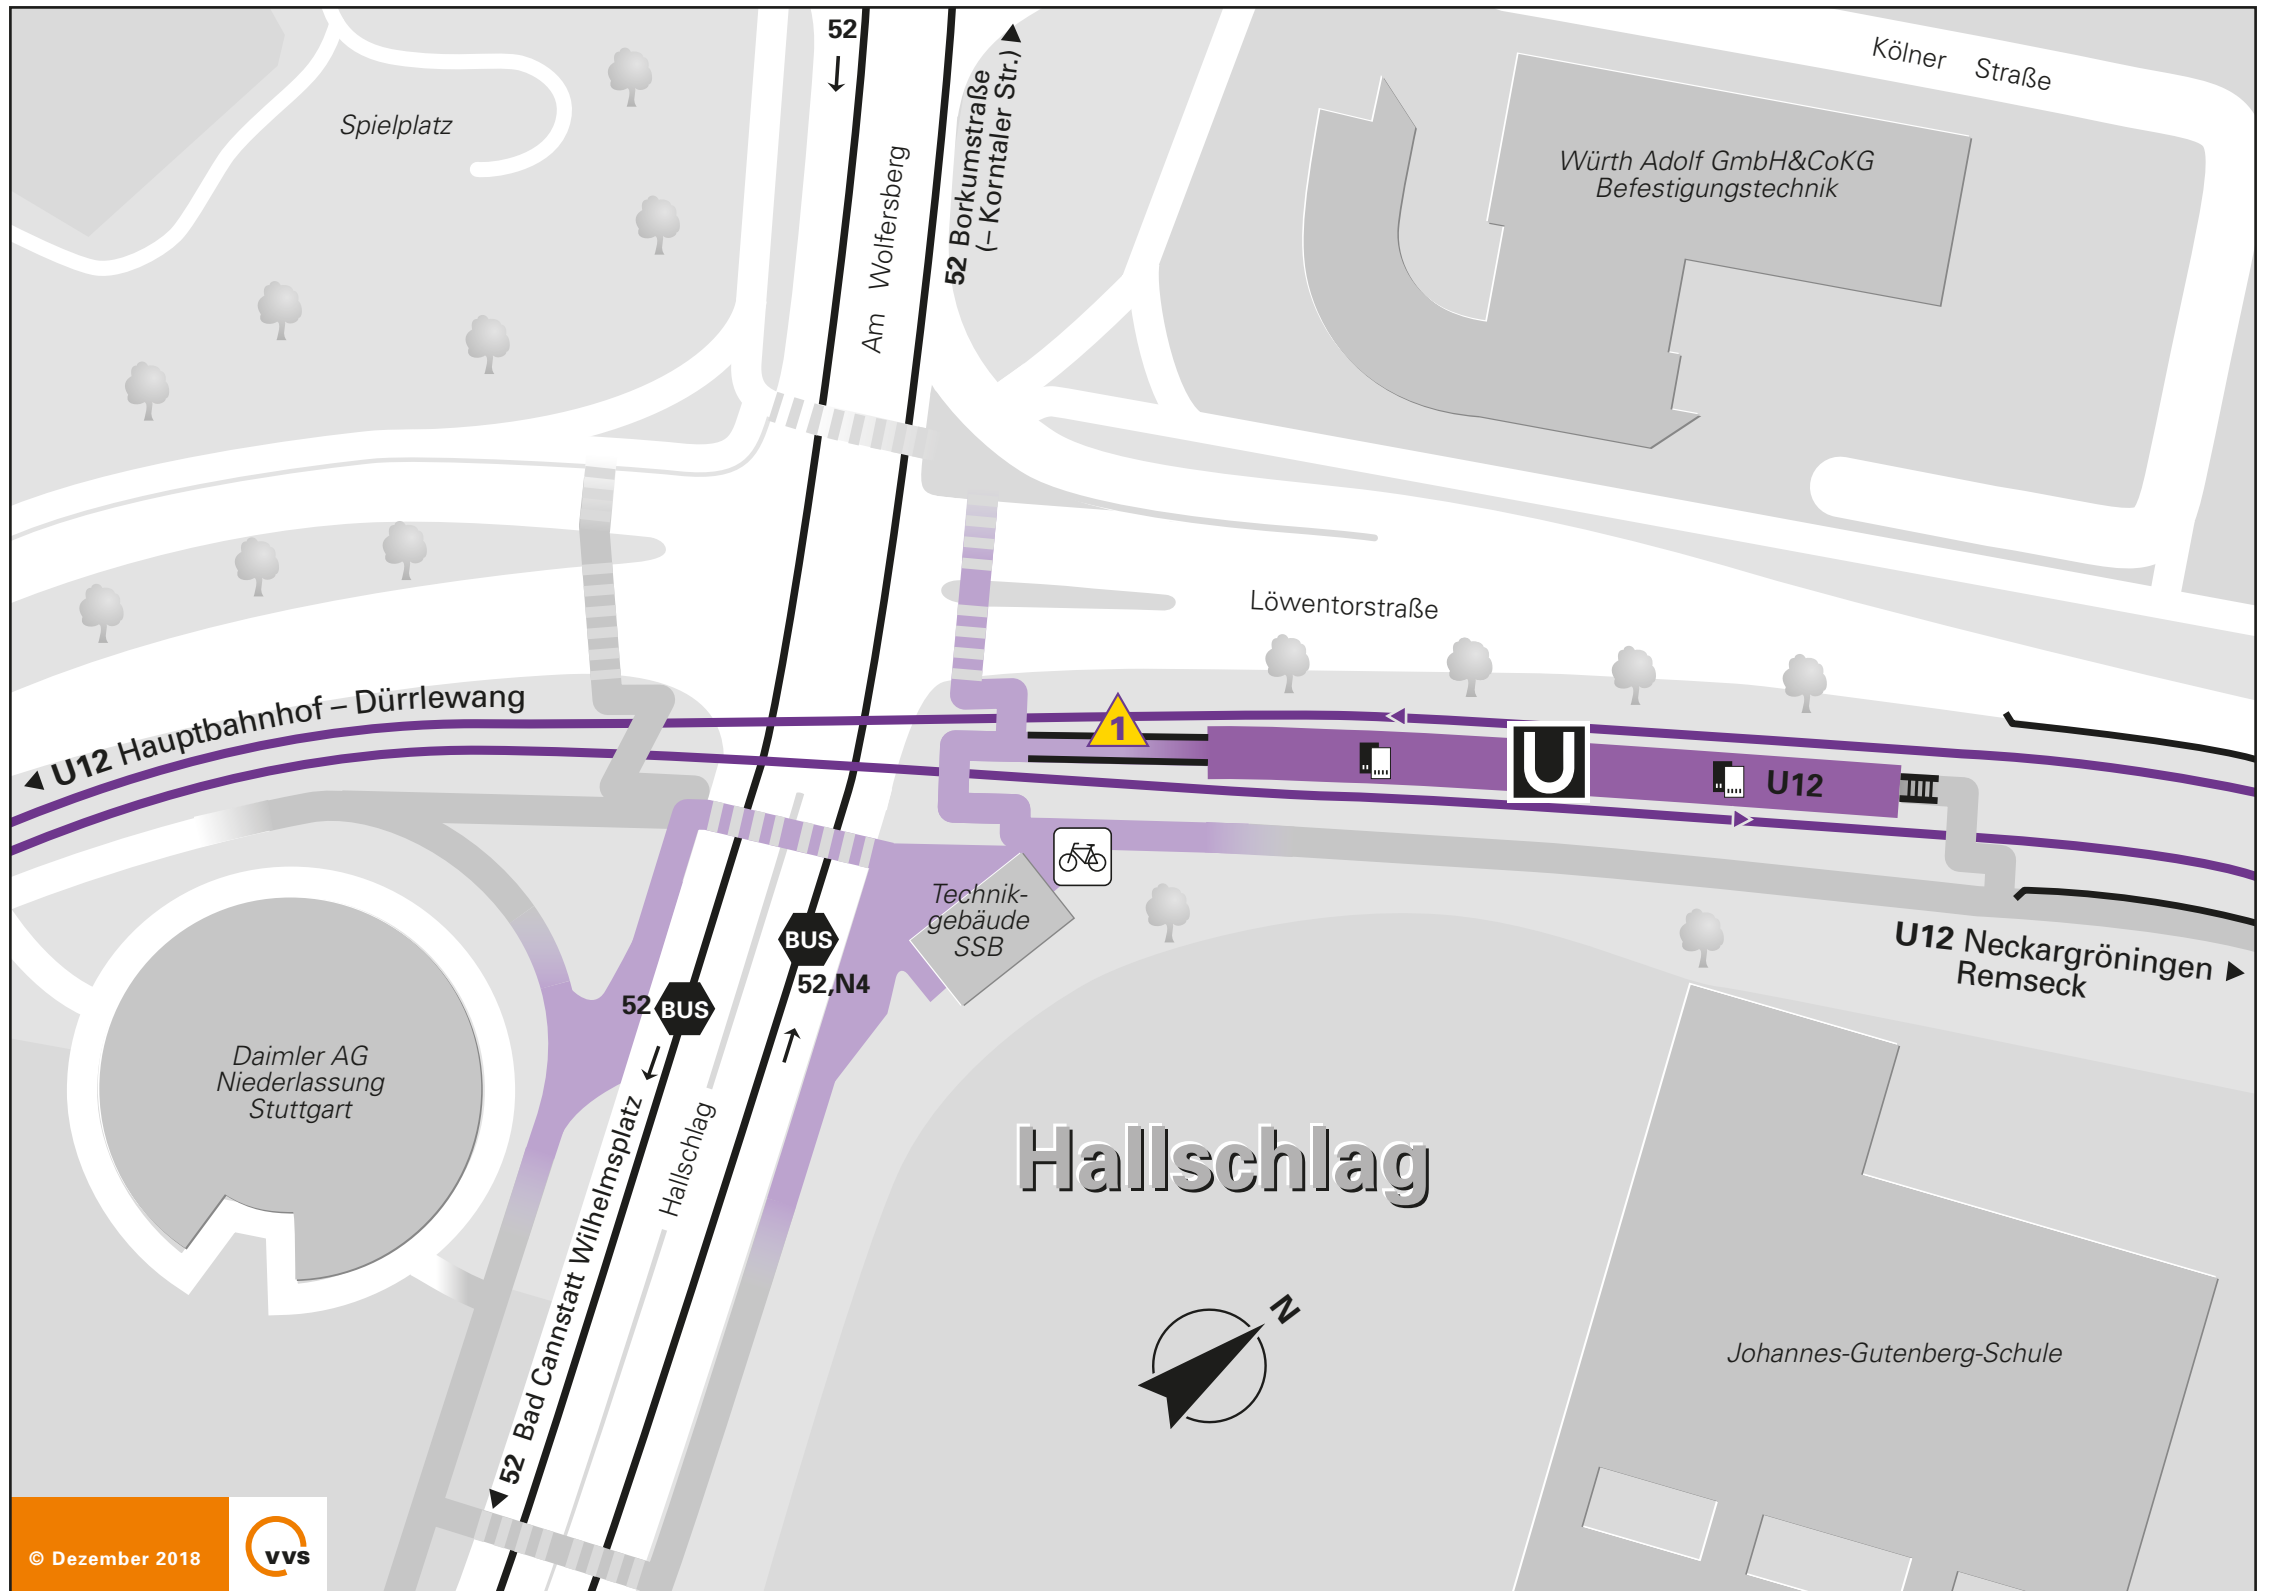 52
52 Borkumstraße
(– Korntaler Str.)
Kölner Straße
Spielplatz
Am Wolfersberg
Würth Adolf GmbH&CoKG
Befestigungstechnik
Löwentorstraße
U12 Hauptbahnhof – Dürrlewang
1
U
U12
Technik-
gebäude
SSB
BUS
52,N4
52
BUS
U12 Neckargröningen
Remseck
Daimler AG
Niederlassung
Stuttgart
Hallschlag
52 Bad Cannstatt Wilhelmsplatz
Hallschlag
N
Johannes-Gutenberg-Schule
© Dezember 2018
vvs